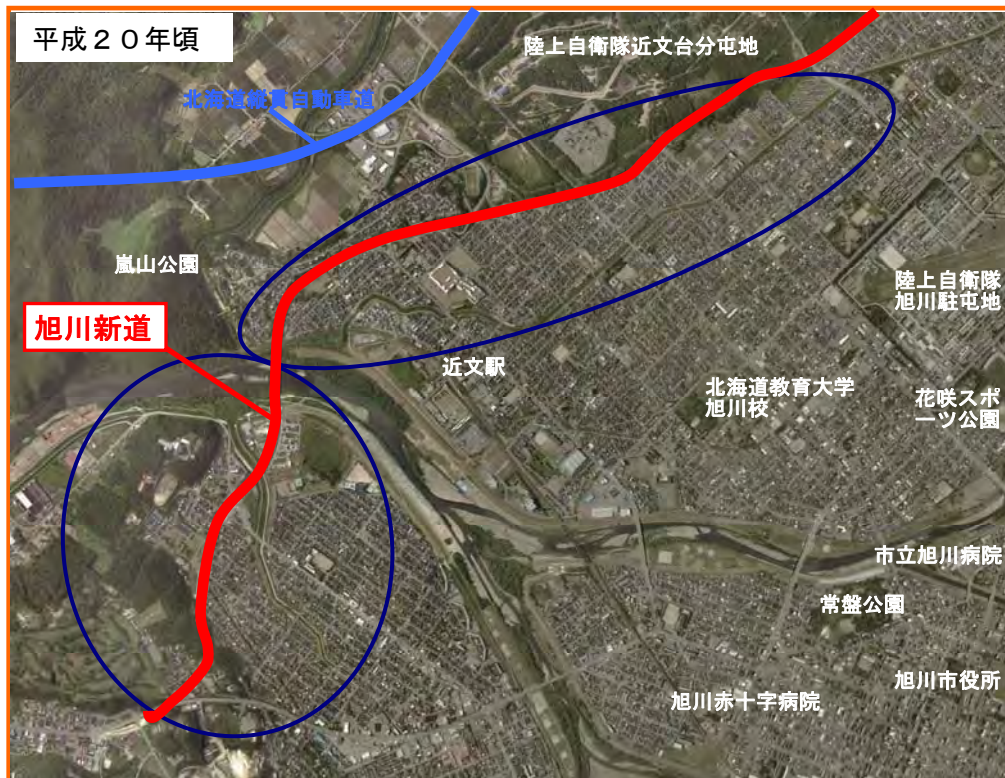 平成２０年頃
陸上自衛隊近文台分屯地
北海道縦貫自動車道
嵐山公園
陸上自衛隊
旭川駐屯地
旭川新道
近文駅
北海道教育大学
旭川校
花咲スポ
ーツ公園
市立旭川病院
常盤公園
旭川市役所
旭川赤十字病院